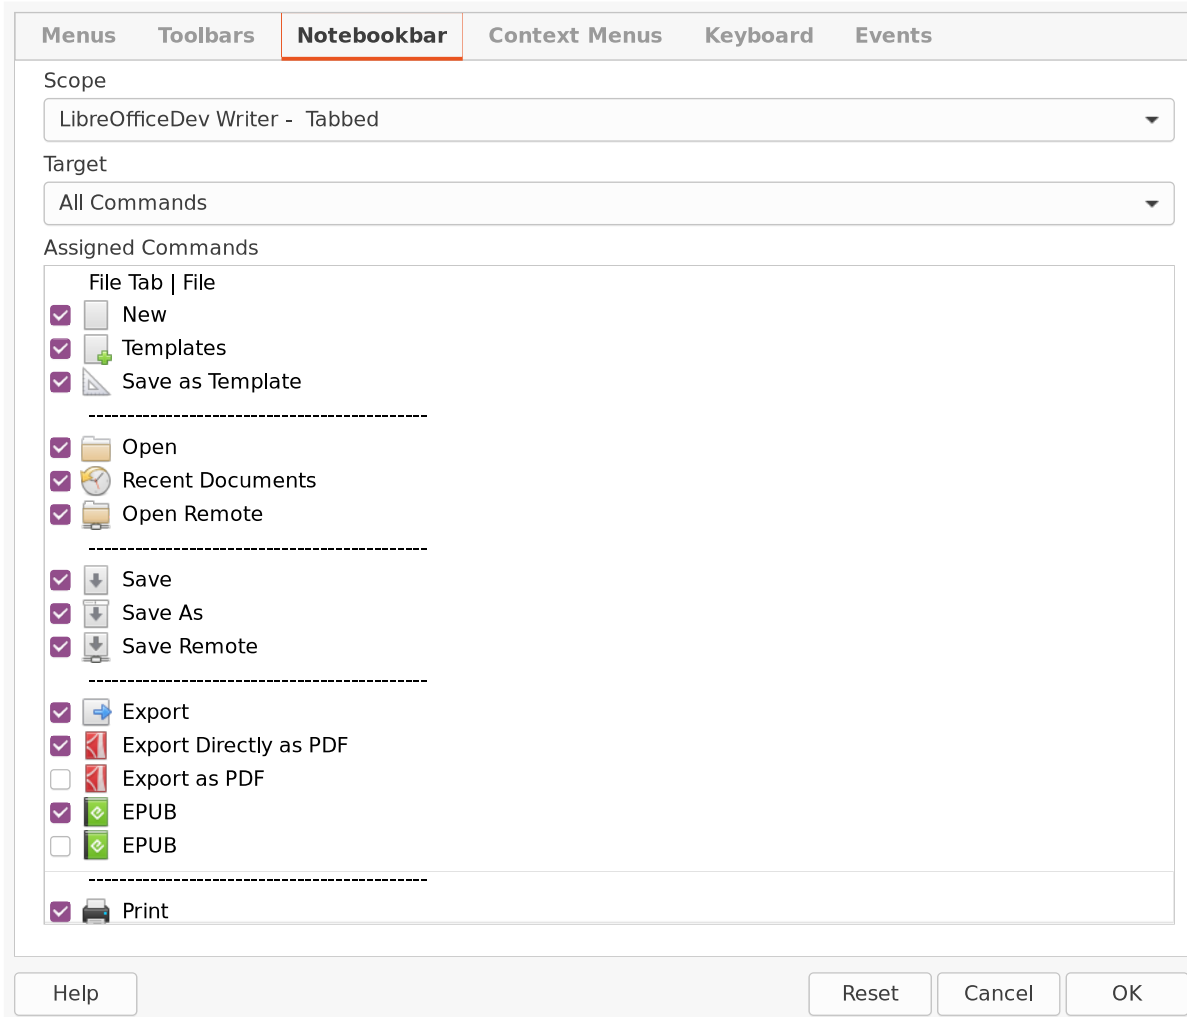 Menus Toolbars Notebookbar Context Menus Keyboard Events
Scope
LibreOfficeDev Writer -  Tabbed
Target
All Commands
Assigned Commands
File Tab | File
New
Templates
Save as Template
-------------------------------------------
Open
Recent Documents
Open Remote
-------------------------------------------
Save
Save As
Save Remote
-------------------------------------------
Export
Export Directly as PDF
Export as PDF
EPUB
EPUB
-------------------------------------------
Print
Help Reset Cancel OK